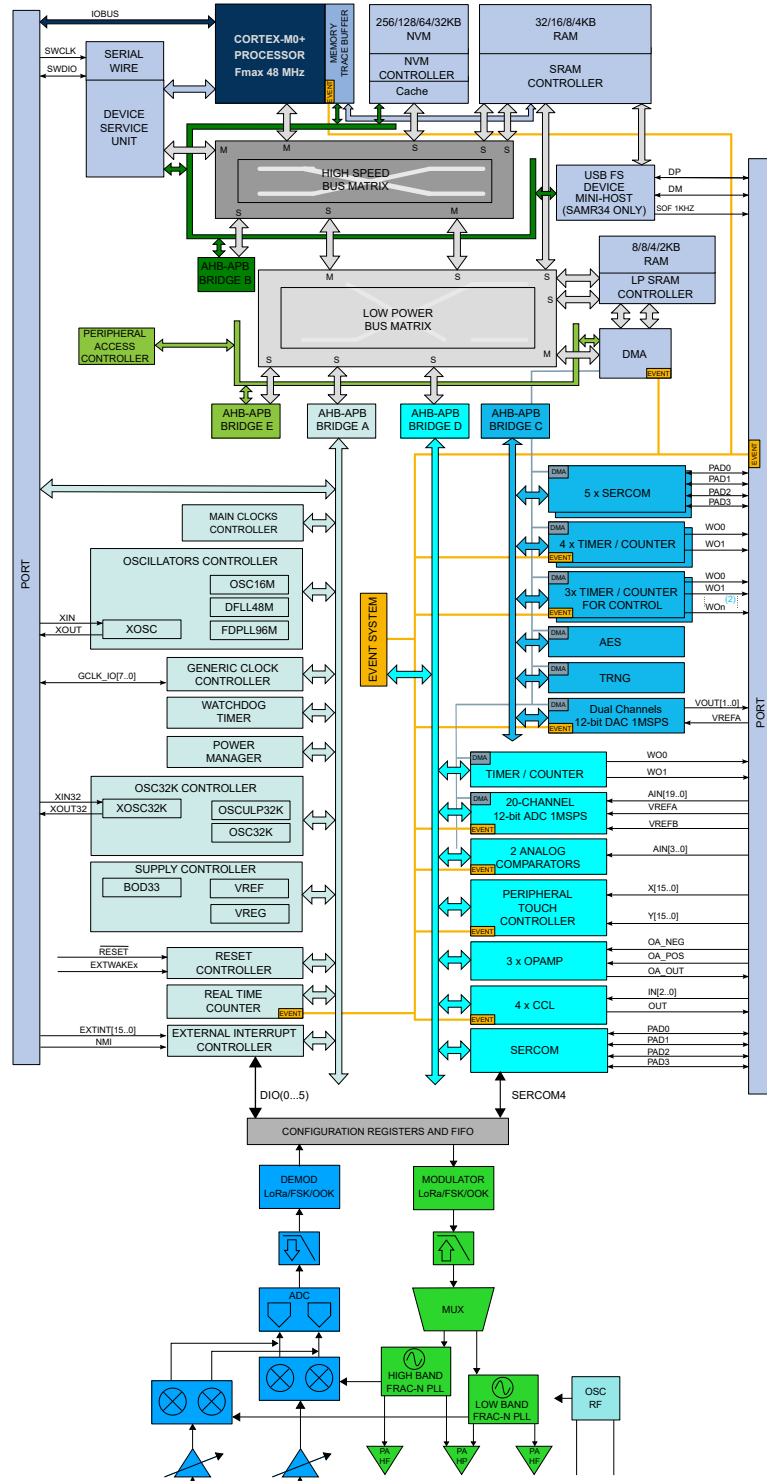 IOBUS
SWCLK
SWDIO
SERIAL
WIRE
DEVICE
SERVICE
UNIT
CORTEX-M0+
PROCESSOR
Fmax 48 MHz
MEMORY
TRACE BUFFER
EVENT
256/128/64/32KB
NVM
NVM
CONTROLLER
Cache
32/16/8/4KB
RAM
SRAM
CONTROLLER
M
M
S
S
S
HIGH SPEED
BUS MATRIX
S
S
M
USB FS
DEVICE
MINI-HOST
(SAMR34 ONLY)
DP
DM
SOF 1KHZ
AHB-APB
BRIDGE B
M
S
S
S
LOW POWER
BUS MATRIX
S
S
S
M
8/8/4/2KB
RAM
LP SRAM
CONTROLLER
PERIPHERAL
ACCESS
CONTROLLER
DMA
EVENT
AHB-APB
BRIDGE E
AHB-APB
BRIDGE A
AHB-APB
BRIDGE D
AHB-APB
BRIDGE C
EVENT
PORT
PORT
MAIN CLOCKS
CONTROLLER
OSCILLATORS CONTROLLER
OSC16M
DFLL48M
FDPLL96M
XOSC
XIN
XOUT
GCLK_IO[7..0]
GENERIC CLOCK
CONTROLLER
WATCHDOG
TIMER
POWER
MANAGER
OSC32K CONTROLLER
XOSC32K
OSCULP32K
OSC32K
XIN32
XOUT32
SUPPLY CONTROLLER
BOD33
VREF
VREG
RESET
EXTWAKEx
RESET
CONTROLLER
REAL TIME
COUNTER
EVENT
EXTINT[15..0]
NMI
EXTERNAL INTERRUPT
CONTROLLER
EVENT SYSTEM
DMA
5 x SERCOM
PAD0
PAD1
PAD2
PAD3
DMA
4 x TIMER / COUNTER
EVENT
WO0
WO1
DMA
3x TIMER / COUNTER
FOR CONTROL
EVENT
WO0
WO1
(2)
WOn
DMA
AES
DMA
TRNG
DMA
Dual Channels
12-bit DAC 1MSPS
EVENT
VOUT[1..0]
VREFA
DMA
TIMER / COUNTER
WO0
WO1
DMA
20-CHANNEL
12-bit ADC 1MSPS
EVENT
AIN[19..0]
VREFA
VREFB
2 ANALOG
COMPARATORS
EVENT
AIN[3..0]
PERIPHERAL
TOUCH
CONTROLLER
EVENT
X[15..0]
Y[15..0]
3 x OPAMP
OA_NEG
OA_POS
OA_OUT
4 x CCL
EVENT
IN[2..0]
OUT
SERCOM
PAD0
PAD1
PAD2
PAD3
DIO(0...5)
SERCOM4
CONFIGURATION REGISTERS AND FIFO
DEMOD
LoRa/FSK/OOK
MODULATOR
LoRa/FSK/OOK
ADC
MUX
HIGH BAND
FRAC-N PLL
LOW BAND
FRAC-N PLL
OSC
RF
PA
HF
PA
HP
PA
HF